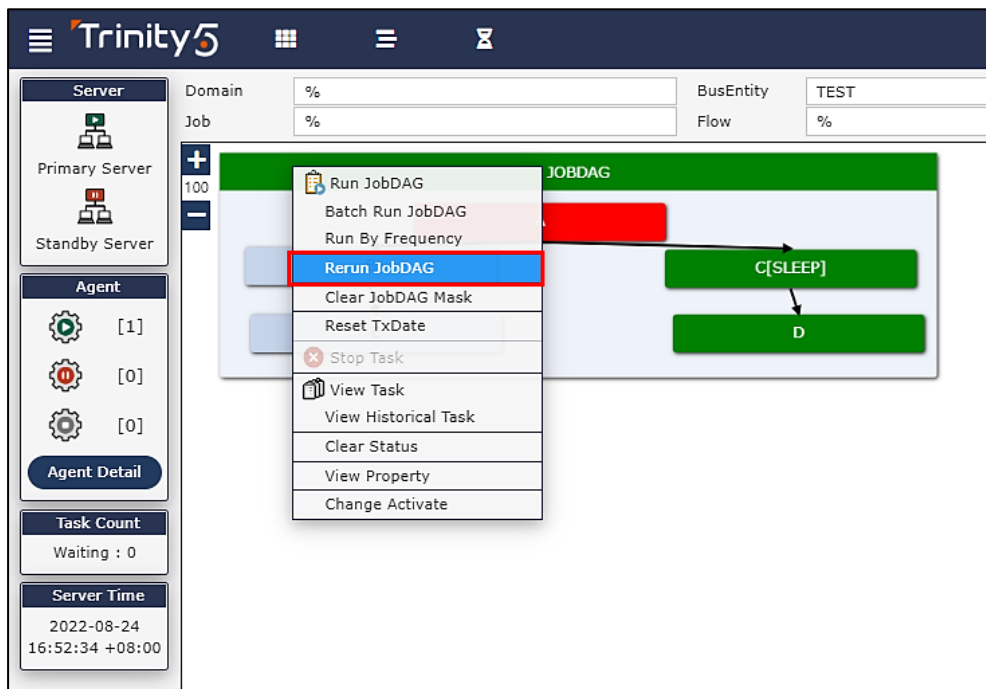 Trinity5
Server
Primary Server
Standby Server
Agent
[1]
[0]
[0]
Agent Detail
Task Count
Waiting : 0
Server Time
2022-08-24
16:52:34 +08:00
Domain %
BusEntity TEST
Job %
Flow %
100
JOBDAG
C[SLEEP]
D
Run JobDAG
Batch Run JobDAG
Run By Frequency
Rerun JobDAG
Clear JobDAG Mask
Reset TxDate
Stop Task
View Task
View Historical Task
Clear Status
View Property
Change Activate